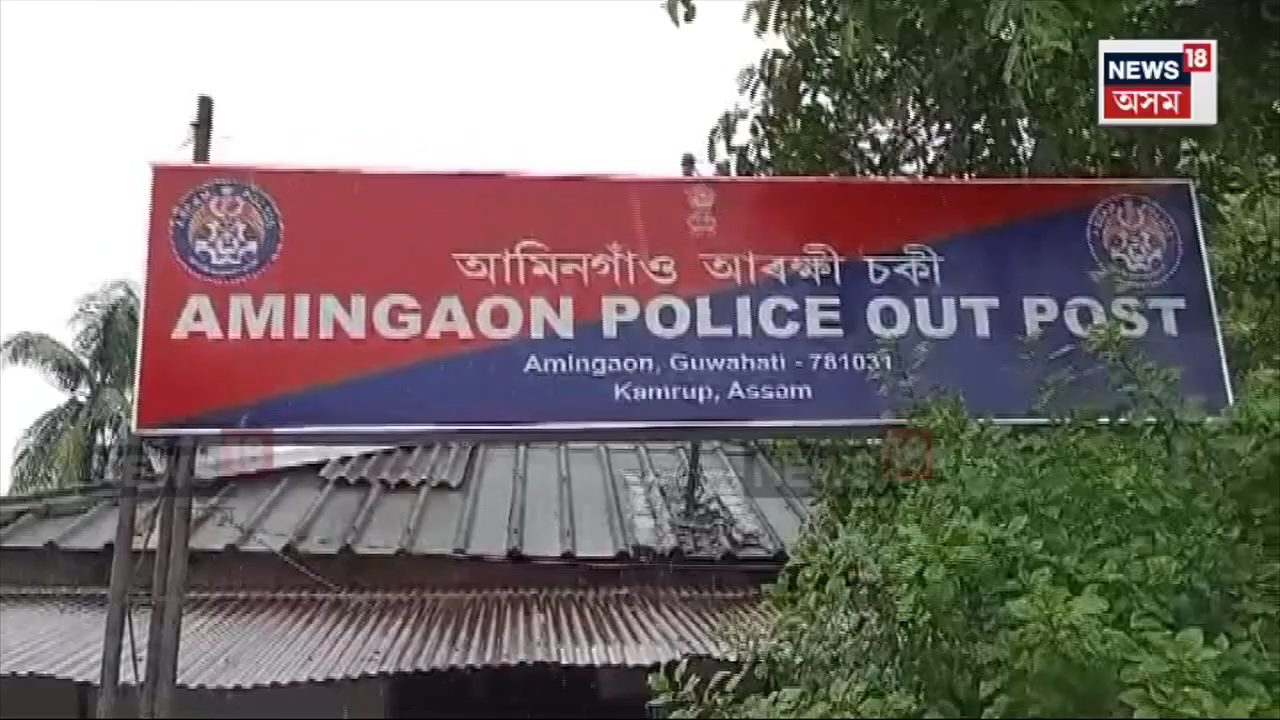 NEWS 18
অসম
আমিনগাঁও আৰক্ষী চকী
AMINGAON POLICE OUT POST
Amingaon, Guwahati - 781031
Kamrup, Assam